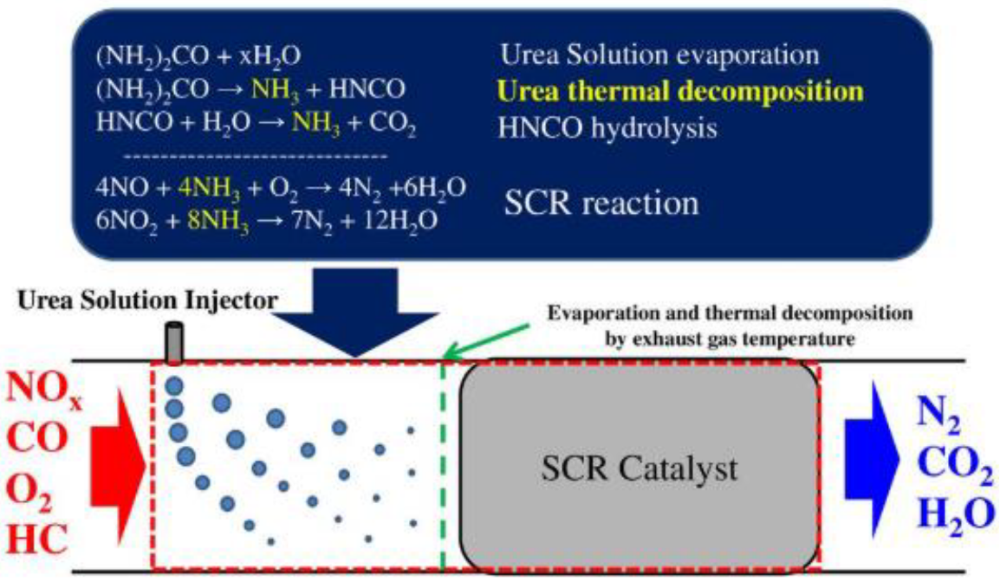 (NH₂)₂CO + xH₂O Urea Solution evaporation
(NH₂)₂CO → NH₃ + HNCO Urea thermal decomposition
HNCO + H₂O → NH₃ + CO₂ HNCO hydrolysis
----------------------------
4NO + 4NH₃ + O₂ → 4N₂ +6H₂O SCR reaction
6NO₂ + 8NH₃ → 7N₂ + 12H₂O
Urea Solution Injector
Evaporation and thermal decomposition
by exhaust gas temperature
NOₓ
CO
O₂
HC
SCR Catalyst
N₂
CO₂
H₂O